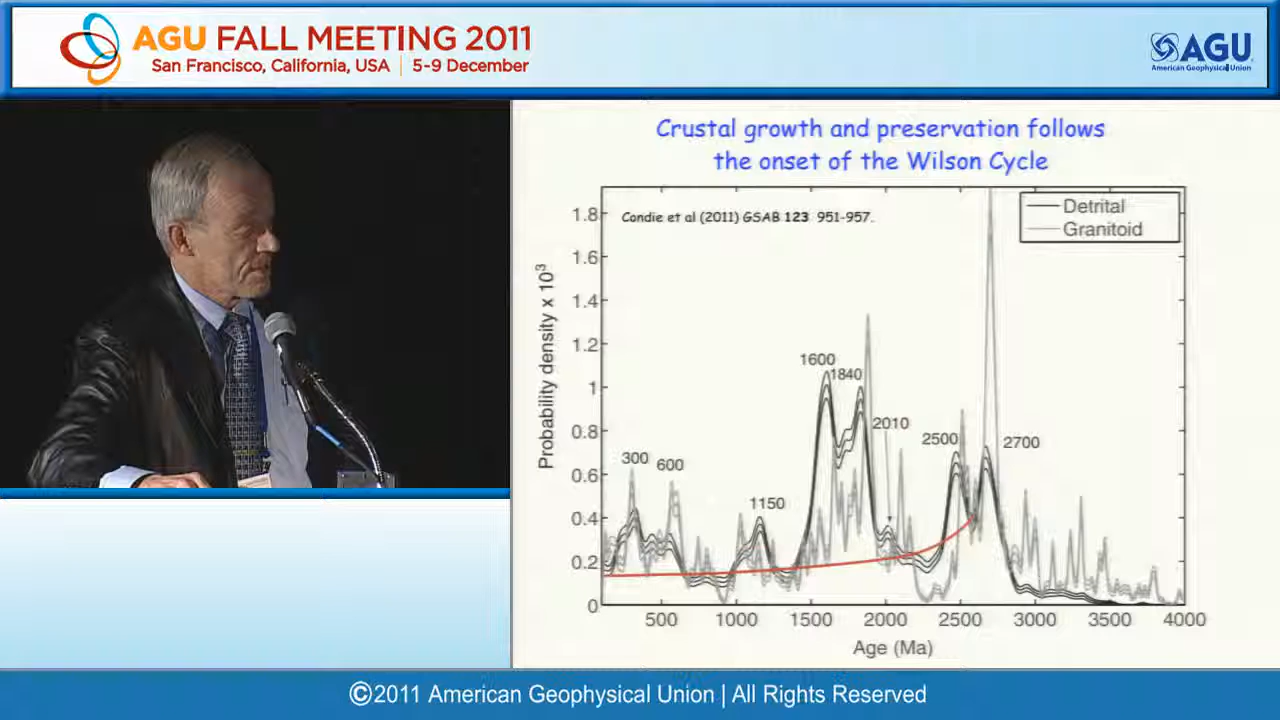 AGU FALL MEETING 2011
San Francisco, California, USA | 5-9 December
AGU
American Geophysical Union
Crustal growth and preservation follows
the onset of the Wilson Cycle
Condie et al (2011) GSAB 123 951-957.
Detrital
Granitoid
Probability density x 10³
1.8
1.6
1.4
1.2
1
0.8
0.6
0.4
0.2
0
300
600
1150
1600
1840
2010
2500
2700
500
1000
1500
2000
2500
3000
3500
4000
Age (Ma)
©2011 American Geophysical Union | All Rights Reserved